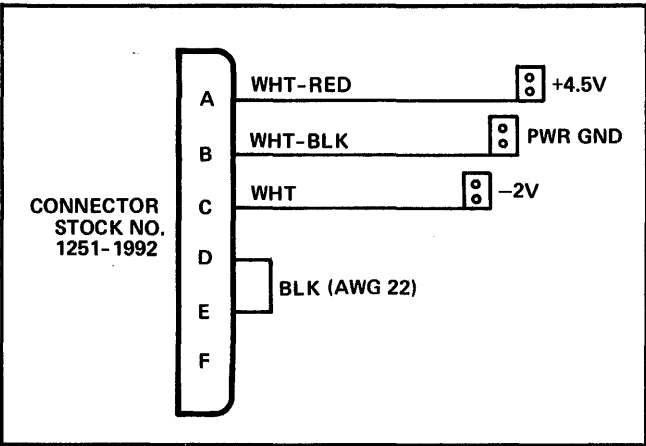 A
WHT-RED
+4.5V
B
WHT-BLK
PWR GND
C
WHT
−2V
CONNECTOR
STOCK NO.
1251-1992
D
BLK (AWG 22)
E
F